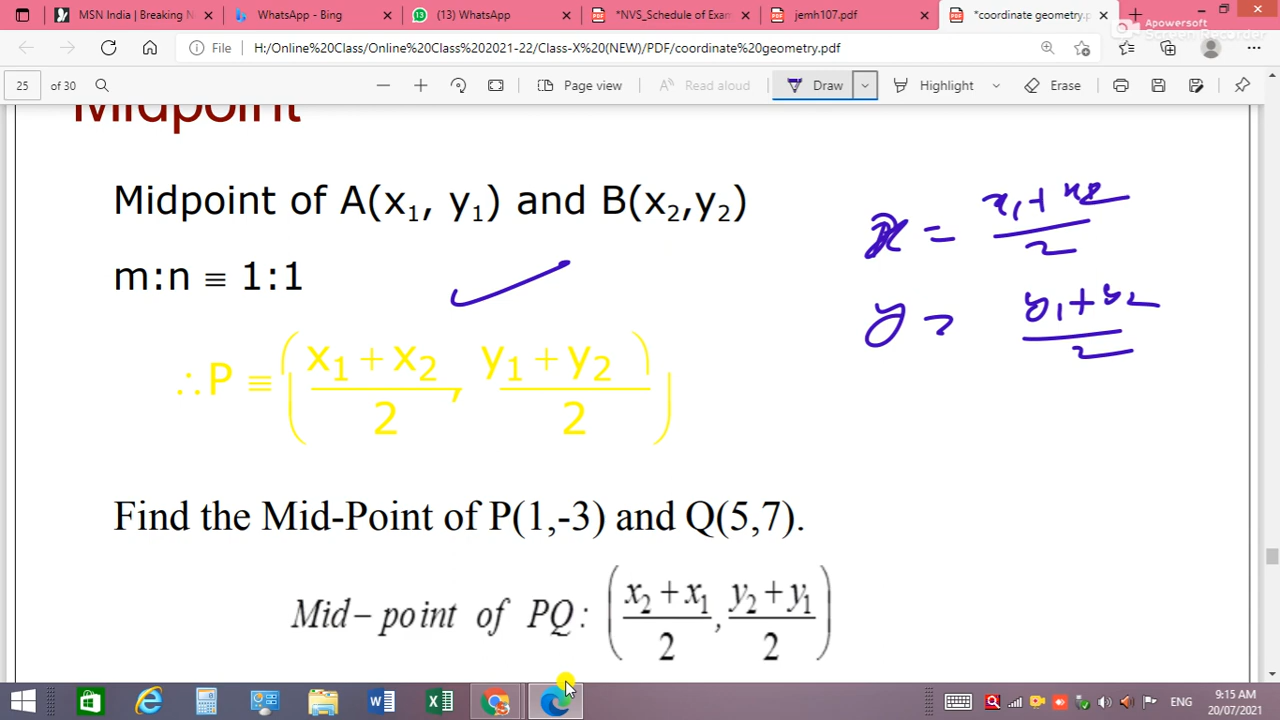 MSN India | Breaking N
WhatsApp - Bing
(13) WhatsApp
*NVS_Schedule of Exam
jemh107.pdf
*coordinate geometry.p
Apowersoft
Screen Recorder
File
H:/Online%20Class/Online%20Class%202021-22/Class-X%20(NEW)/PDF/coordinate%20geometry.pdf
25 of 30
Page view
Read aloud
Draw
Highlight
Erase
Midpoint
Midpoint of A(x₁, y₁) and B(x₂,y₂)
m:n ≡ 1:1
∴P ≡ ((x₁ + x₂)/2, (y₁ + y₂)/2)
x = (x₁+x₂)/2
y = (y₁+y₂)/2
Find the Mid-Point of P(1,-3) and Q(5,7).
Mid-point of PQ: ((x₂+x₁)/2, (y₂+y₁)/2)
ENG
9:15 AM
20/07/2021